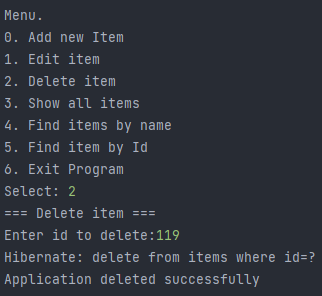 Menu.
0. Add new Item
1. Edit item
2. Delete item
3. Show all items
4. Find items by name
5. Find item by Id
6. Exit Program
Select: 2
=== Delete item ===
Enter id to delete:119
Hibernate: delete from items where id=?
Application deleted successfully